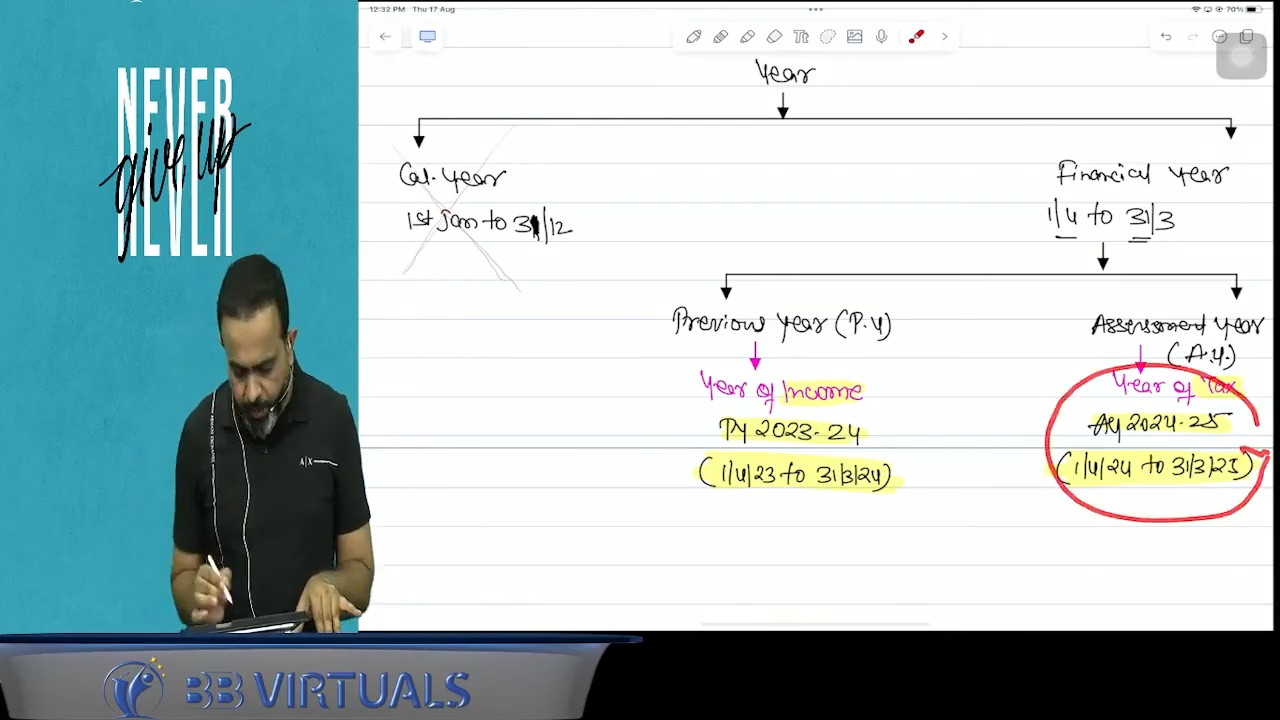 12:32 PM Thu 17 Aug
70%
Year
Cal. Year
1st Jan to 31/12
Financial Year
1/4 to 31/3
Previous Year (P.Y)
Assessment Year
(A.Y.)
Year of Income
PY 2023-24
(1/4/23 to 31/3/24)
Year of Tax
AY 2024-25
(1/4/24 to 31/3/25)
NEVER
give up
NEVER
A|X
BB VIRTUALS